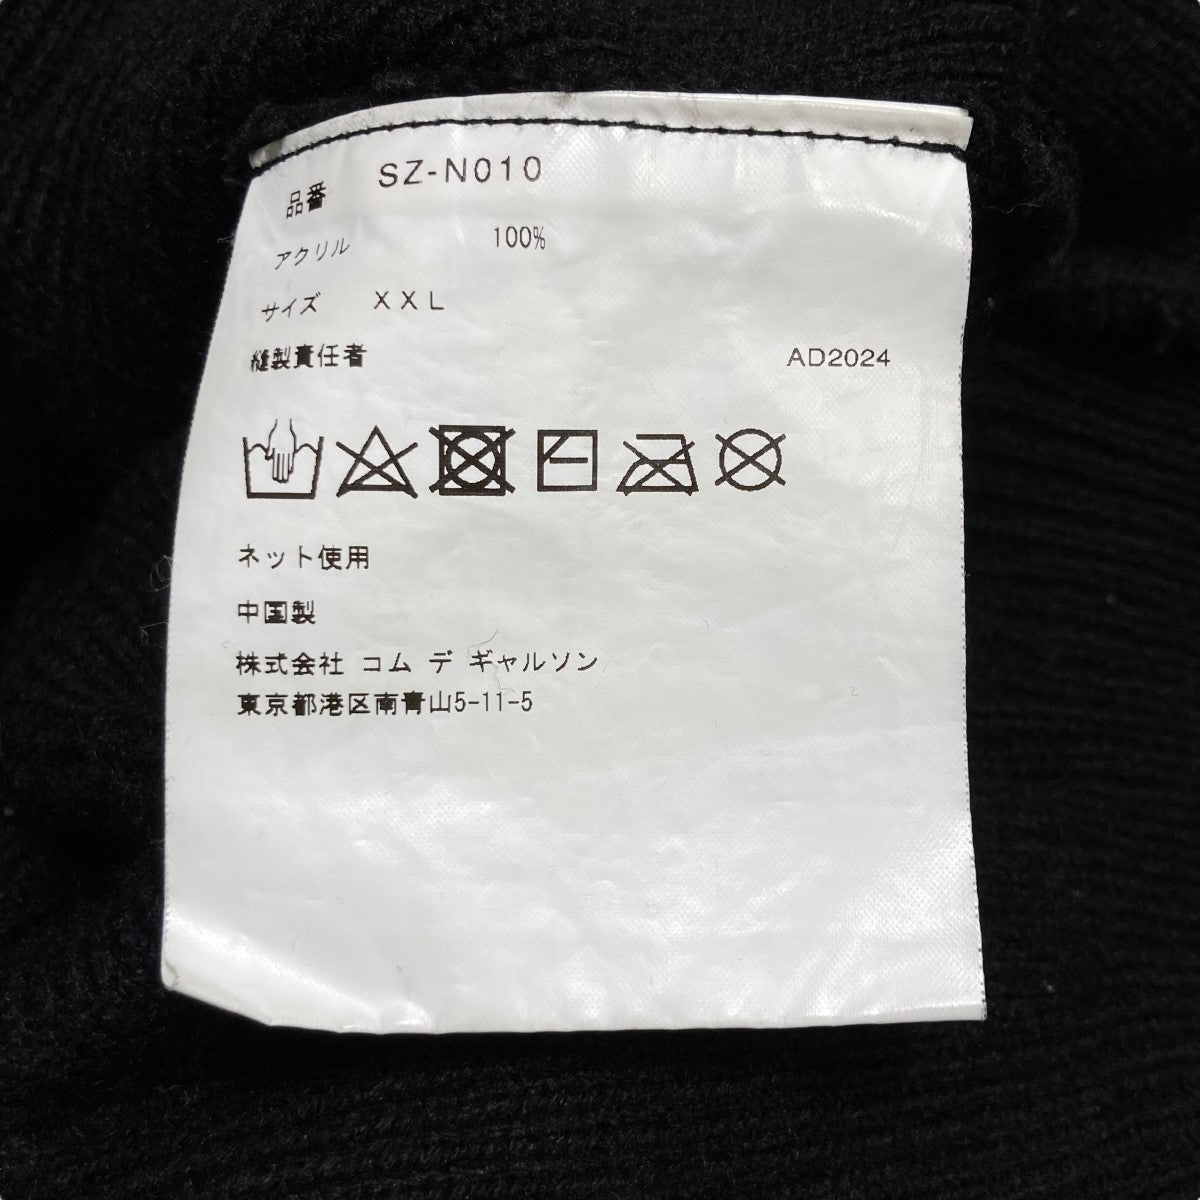 品番 SZ-N010
アクリル 100%
サイズ XXL
縫製責任者 AD2024
ネット使用
中国製
株式会社 コム デ ギャルソン
東京都港区南青山5-11-5